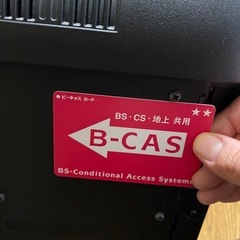 ● ビーキャス カード
★★
BS・CS・地上 共用
B-CAS
BS-Conditional Access Systems